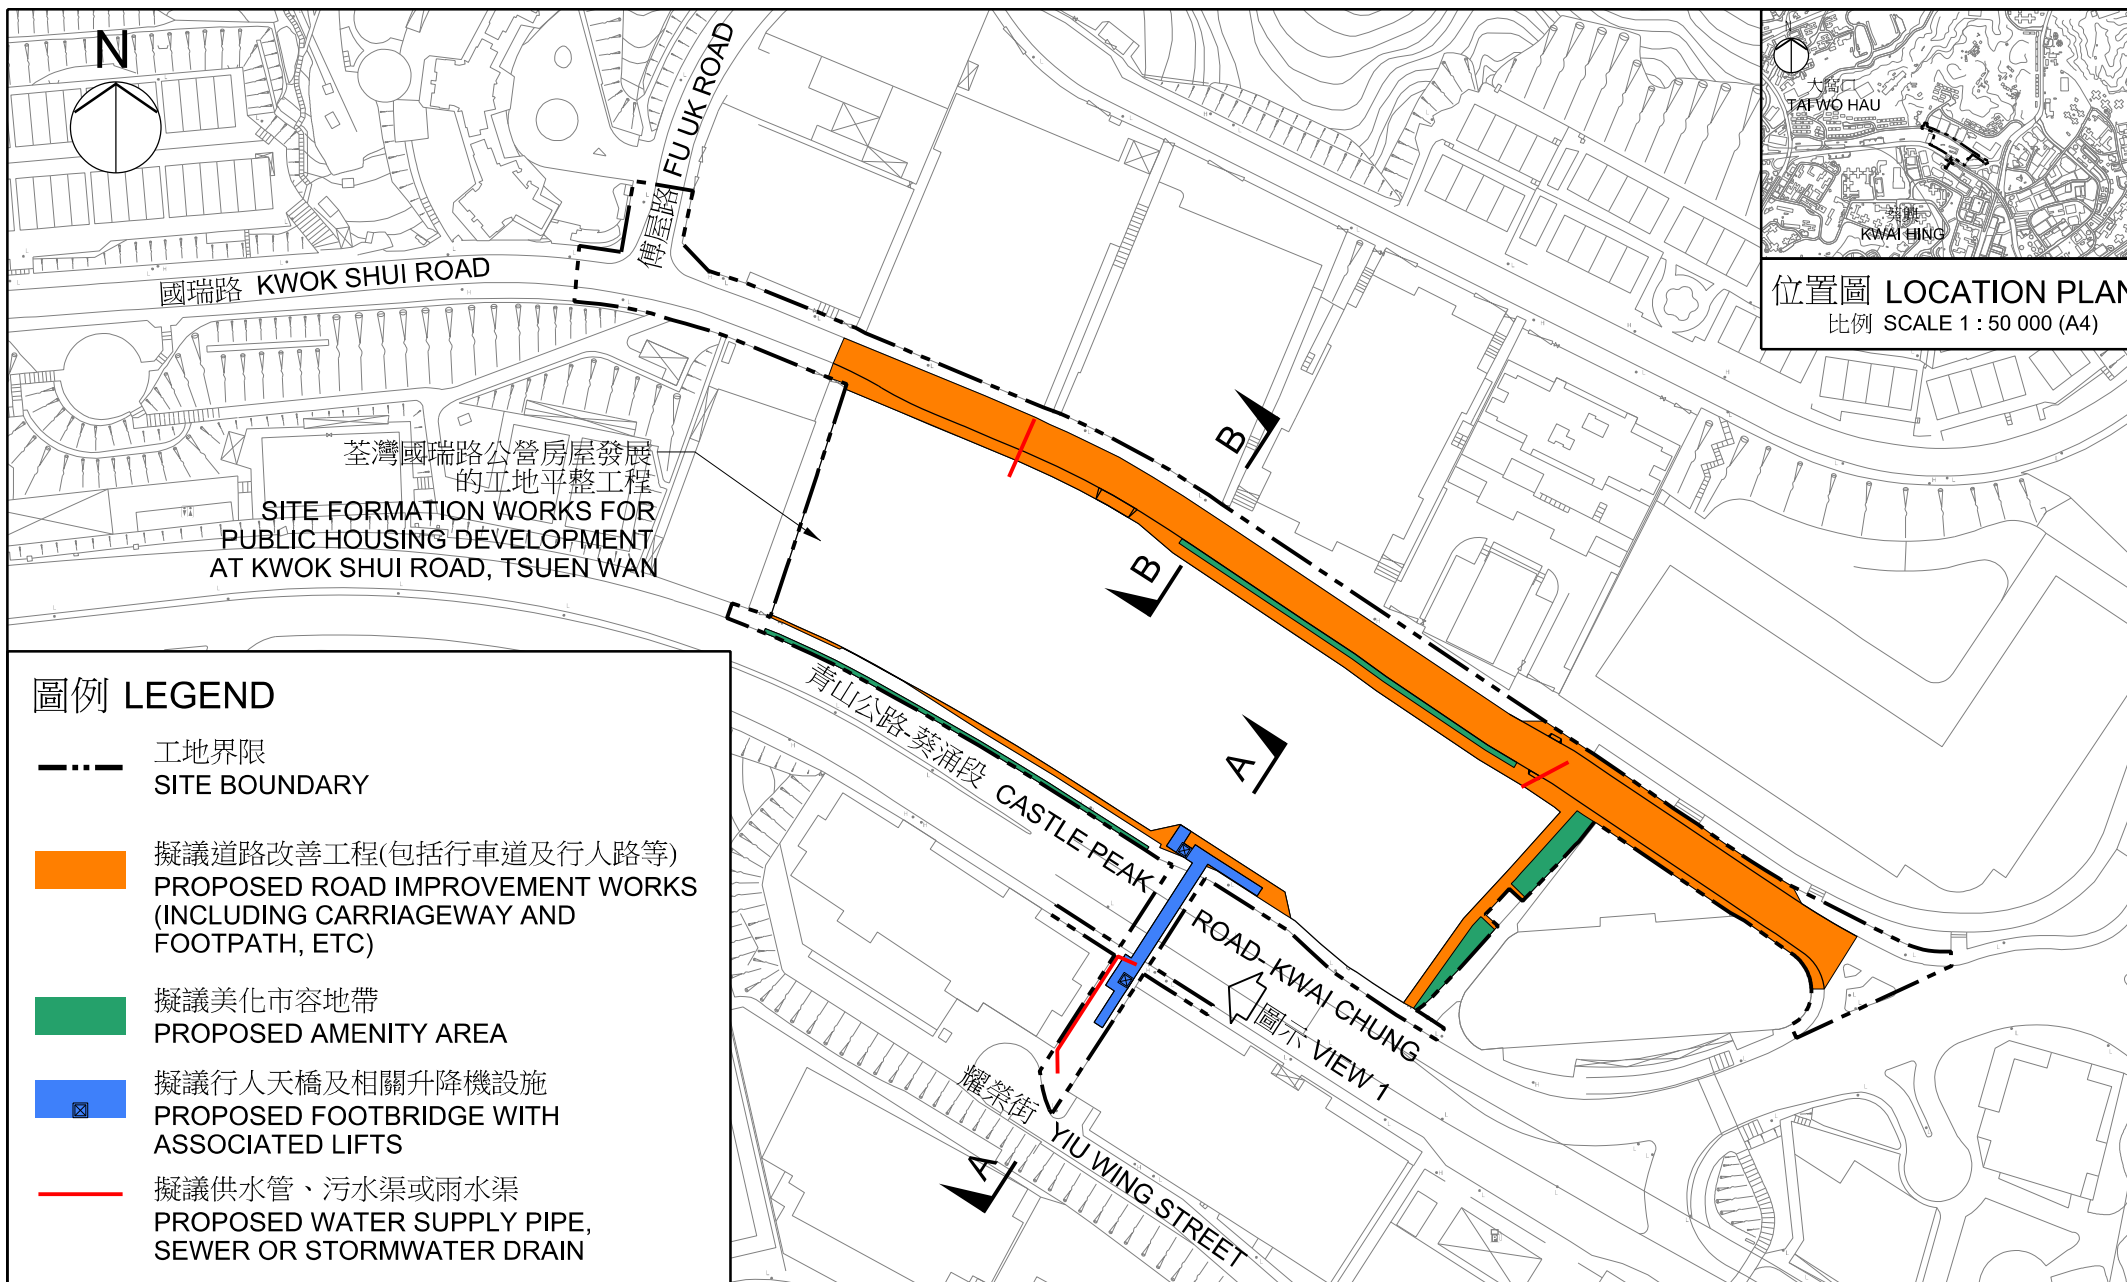 N
傅屋路 FU UK ROAD
國瑞路 KWOK SHUI ROAD
大窩口
TAI WO HAU
葵興
KWAI HING
位置圖 LOCATION PLAN
比例 SCALE 1 : 50 000 (A4)
荃灣國瑞路公營房屋發展
的工地平整工程
SITE FORMATION WORKS FOR
PUBLIC HOUSING DEVELOPMENT
AT KWOK SHUI ROAD, TSUEN WAN
B
B
A
A
青山公路-葵涌段 CASTLE PEAK ROAD- KWAI CHUNG
圖示 VIEW 1
耀榮街 YIU WING STREET
圖例 LEGEND
工地界限
SITE BOUNDARY
擬議道路改善工程(包括行車道及行人路等)
PROPOSED ROAD IMPROVEMENT WORKS
(INCLUDING CARRIAGEWAY AND
FOOTPATH, ETC)
擬議美化市容地帶
PROPOSED AMENITY AREA
擬議行人天橋及相關升降機設施
PROPOSED FOOTBRIDGE WITH
ASSOCIATED LIFTS
擬議供水管、污水渠或雨水渠
PROPOSED WATER SUPPLY PIPE,
SEWER OR STORMWATER DRAIN